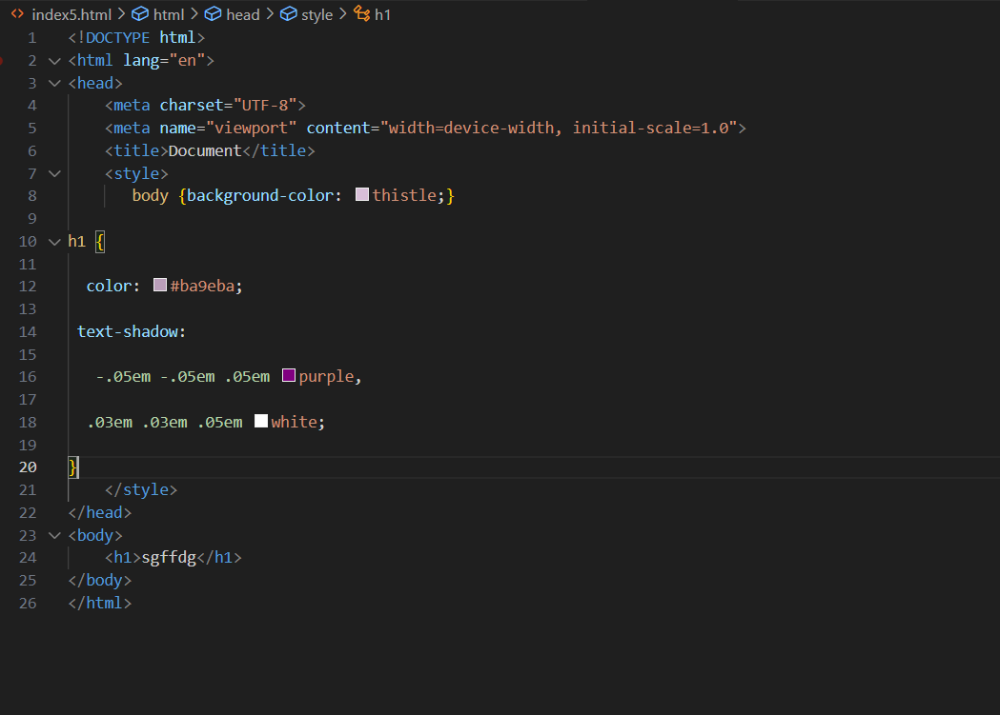 index5.html > html > head > style > h1
1 <!DOCTYPE html>
2 <html lang="en">
3 <head>
4 <meta charset="UTF-8">
5 <meta name="viewport" content="width=device-width, initial-scale=1.0">
6 <title>Document</title>
7 <style>
8 body {background-color: thistle;}
9
10 h1 {
11
12 color: #ba9eba;
13
14 text-shadow:
15
16 -.05em -.05em .05em purple,
17
18 .03em .03em .05em white;
19
20 }
21 </style>
22 </head>
23 <body>
24 <h1>sgffdg</h1>
25 </body>
26 </html>